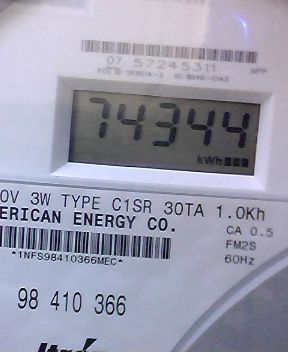 07 57245311
74344
kWh
0V 3W TYPE C1SR 30TA 1.0Kh
ERICAN ENERGY CO.
CA 0.5
FM2S
*1NFS98410366MEC*
60Hz
98 410 366
Itrón